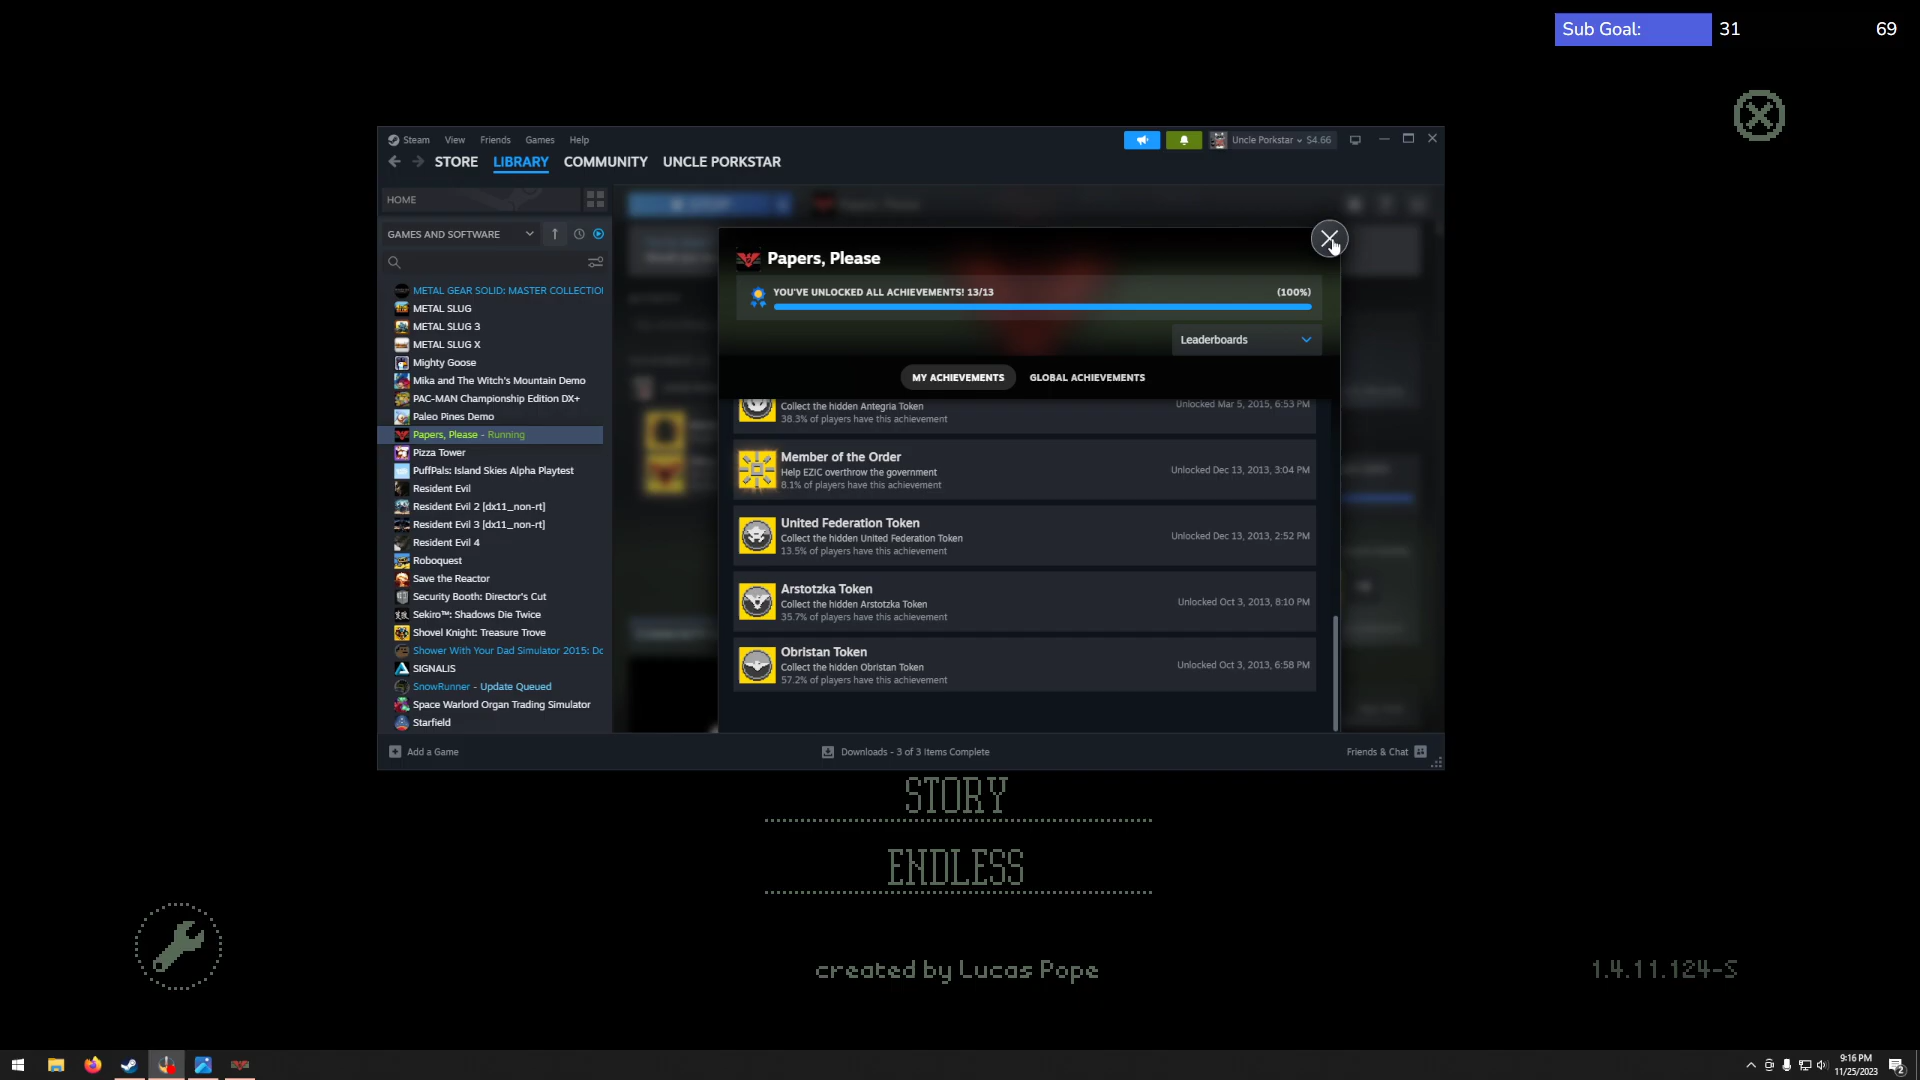 Sub Goal: 31 69
Steam View Friends Games Help
Uncle Porkstar $4.66
STORE LIBRARY COMMUNITY UNCLE PORKSTAR
HOME
GAMES AND SOFTWARE
METAL GEAR SOLID: MASTER COLLECTIO
METAL SLUG
METAL SLUG 3
METAL SLUG X
Mighty Goose
Mika and The Witch's Mountain Demo
PAC-MAN Championship Edition DX+
Paleo Pines Demo
Papers, Please - Running
Pizza Tower
PuffPals: Island Skies Alpha Playtest
Resident Evil
Resident Evil 2 [dx11_non-rt]
Resident Evil 3 [dx11_non-rt]
Resident Evil 4
Roboquest
Save the Reactor
Security Booth: Director's Cut
Sekiro™: Shadows Die Twice
Shovel Knight: Treasure Trove
Shower With Your Dad Simulator 2015: Do
SIGNALIS
SnowRunner - Update Queued
Space Warlord Organ Trading Simulator
Starfield
Papers, Please
YOU'VE UNLOCKED ALL ACHIEVEMENTS! 13/13 (100%)
Leaderboards
MY ACHIEVEMENTS GLOBAL ACHIEVEMENTS
Collect the hidden Antegria Token
38.3% of players have this achievement
Unlocked Mar 5, 2015, 6:53 PM
Member of the Order
Help EZIC overthrow the government
8.1% of players have this achievement
Unlocked Dec 13, 2013, 3:04 PM
United Federation Token
Collect the hidden United Federation Token
13.5% of players have this achievement
Unlocked Dec 13, 2013, 2:52 PM
Arstotzka Token
Collect the hidden Arstotzka Token
35.7% of players have this achievement
Unlocked Oct 3, 2013, 8:10 PM
Obristan Token
Collect the hidden Obristan Token
57.2% of players have this achievement
Unlocked Oct 3, 2013, 6:58 PM
Add a Game
Downloads - 3 of 3 Items Complete
Friends & Chat
STORY
ENDLESS
created by Lucas Pope
1.4.11.124-S
9:16 PM
11/25/2023
2